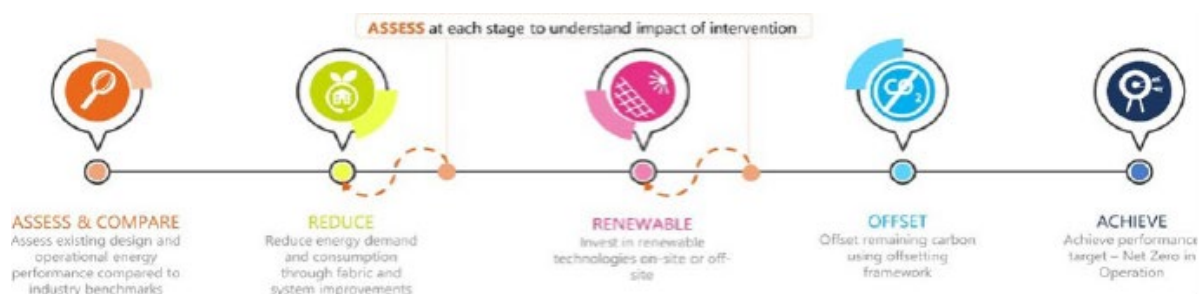 ASSESS at each stage to understand impact of intervention
CO2
ASSESS & COMPARE
Assess existing design and
operational energy
performance compared to
industry benchmarks
REDUCE
Reduce energy demand
and consumption
through fabric and
system improvements
RENEWABLE
Invest in renewable
technologies on-site or off-
site
OFFSET
Offset remaining carbon
using offsetting
framework
ACHIEVE
Achieve performance
target – Net Zero in
Operation